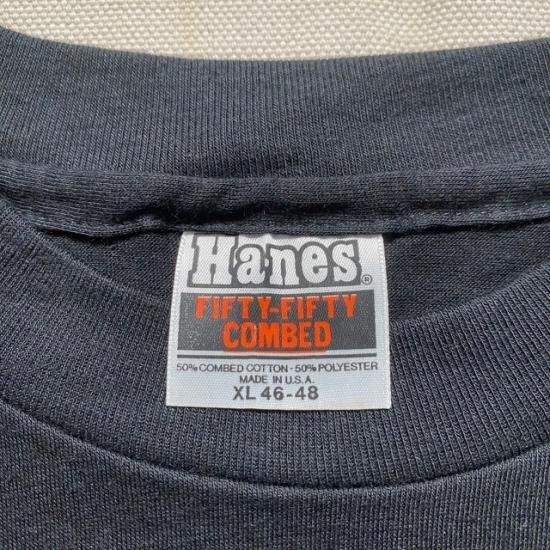 Hanes®
FIFTY-FIFTY
COMBED
50% COMBED COTTON · 50% POLYESTER
MADE IN U.S.A.
XL 46-48